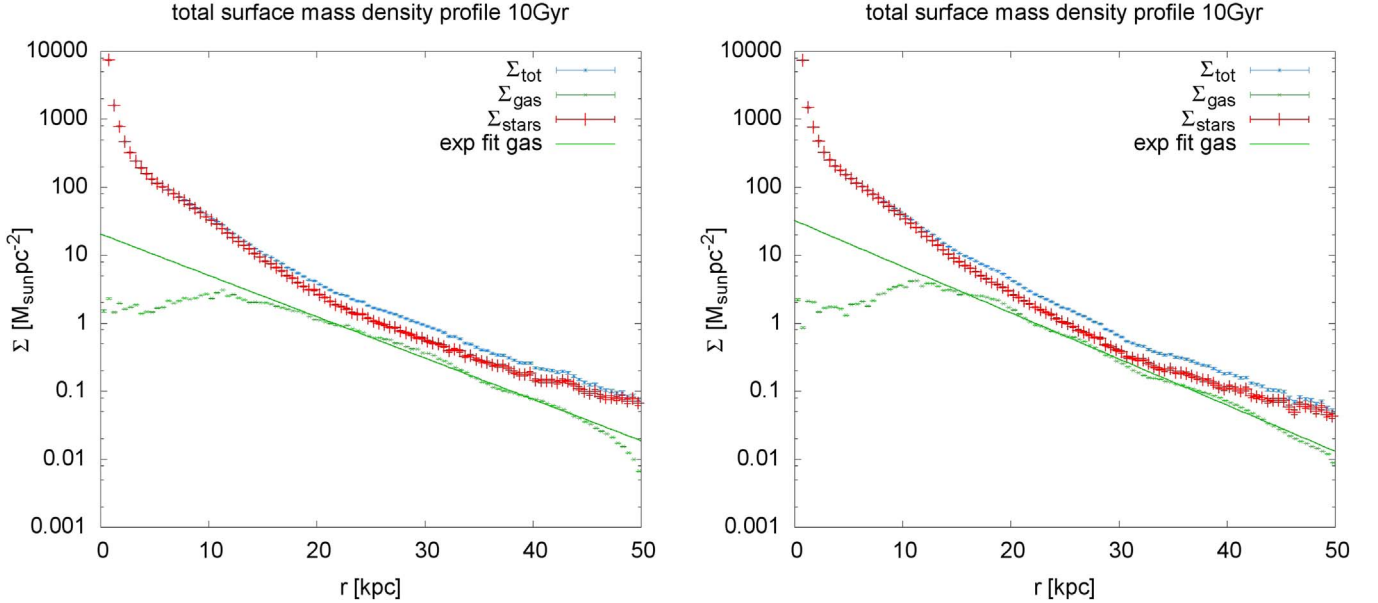 total surface mass density profile 10Gyr
Σ [M_sun pc^-2]
10000
1000
100
10
1
0.1
0.01
0.001
Σ_tot
Σ_gas
Σ_stars
exp fit gas
0 10 20 30 40 50
r [kpc]
total surface mass density profile 10Gyr
Σ [M_sun pc^-2]
10000
1000
100
10
1
0.1
0.01
0.001
Σ_tot
Σ_gas
Σ_stars
exp fit gas
0 10 20 30 40 50
r [kpc]